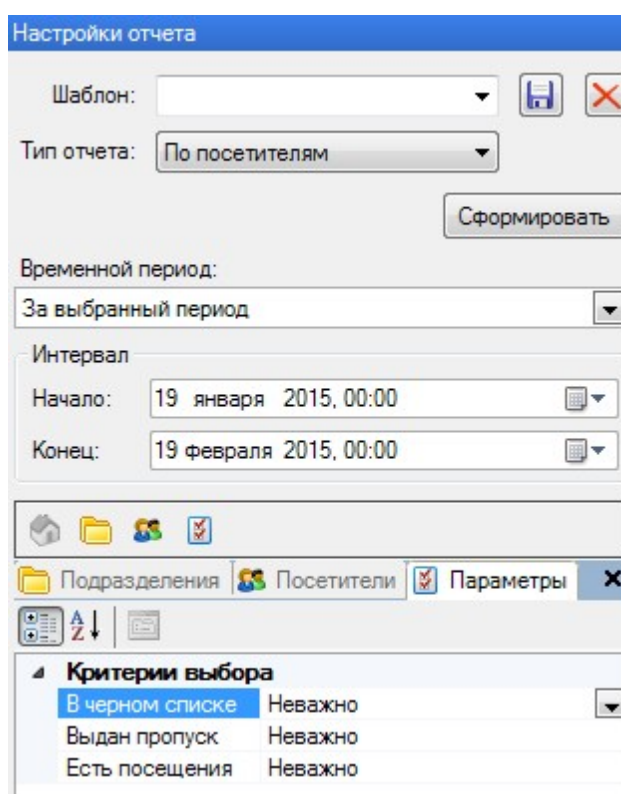 Настройки отчета
Шаблон:
Тип отчета: По посетителям
Сформировать
Временной период:
За выбранный период
Интервал
Начало: 19 января 2015, 00:00
Конец: 19 февраля 2015, 00:00
Подразделения Посетители Параметры
Критерии выбора
В черном списке Неважно
Выдан пропуск Неважно
Есть посещения Неважно